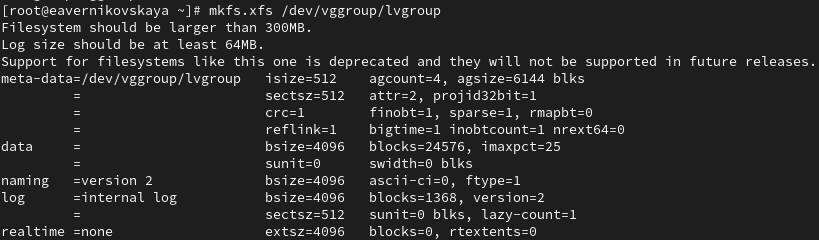 [root@eavernikovskaya ~]# mkfs.xfs /dev/vggroup/lvgroup
Filesystem should be larger than 300MB.
Log size should be at least 64MB.
Support for filesystems like this one is deprecated and they will not be supported in future releases.
meta-data=/dev/vggroup/lvgroup   isize=512    agcount=4, agsize=6144 blks
         =                       sectsz=512   attr=2, projid32bit=1
         =                       crc=1        finobt=1, sparse=1, rmapbt=0
         =                       reflink=1    bigtime=1 inobtcount=1 nrext64=0
data     =                       bsize=4096   blocks=24576, imaxpct=25
         =                       sunit=0      swidth=0 blks
naming   =version 2              bsize=4096   ascii-ci=0, ftype=1
log      =internal log           bsize=4096   blocks=1368, version=2
         =                       sectsz=512   sunit=0 blks, lazy-count=1
realtime =none                   extsz=4096   blocks=0, rtextents=0